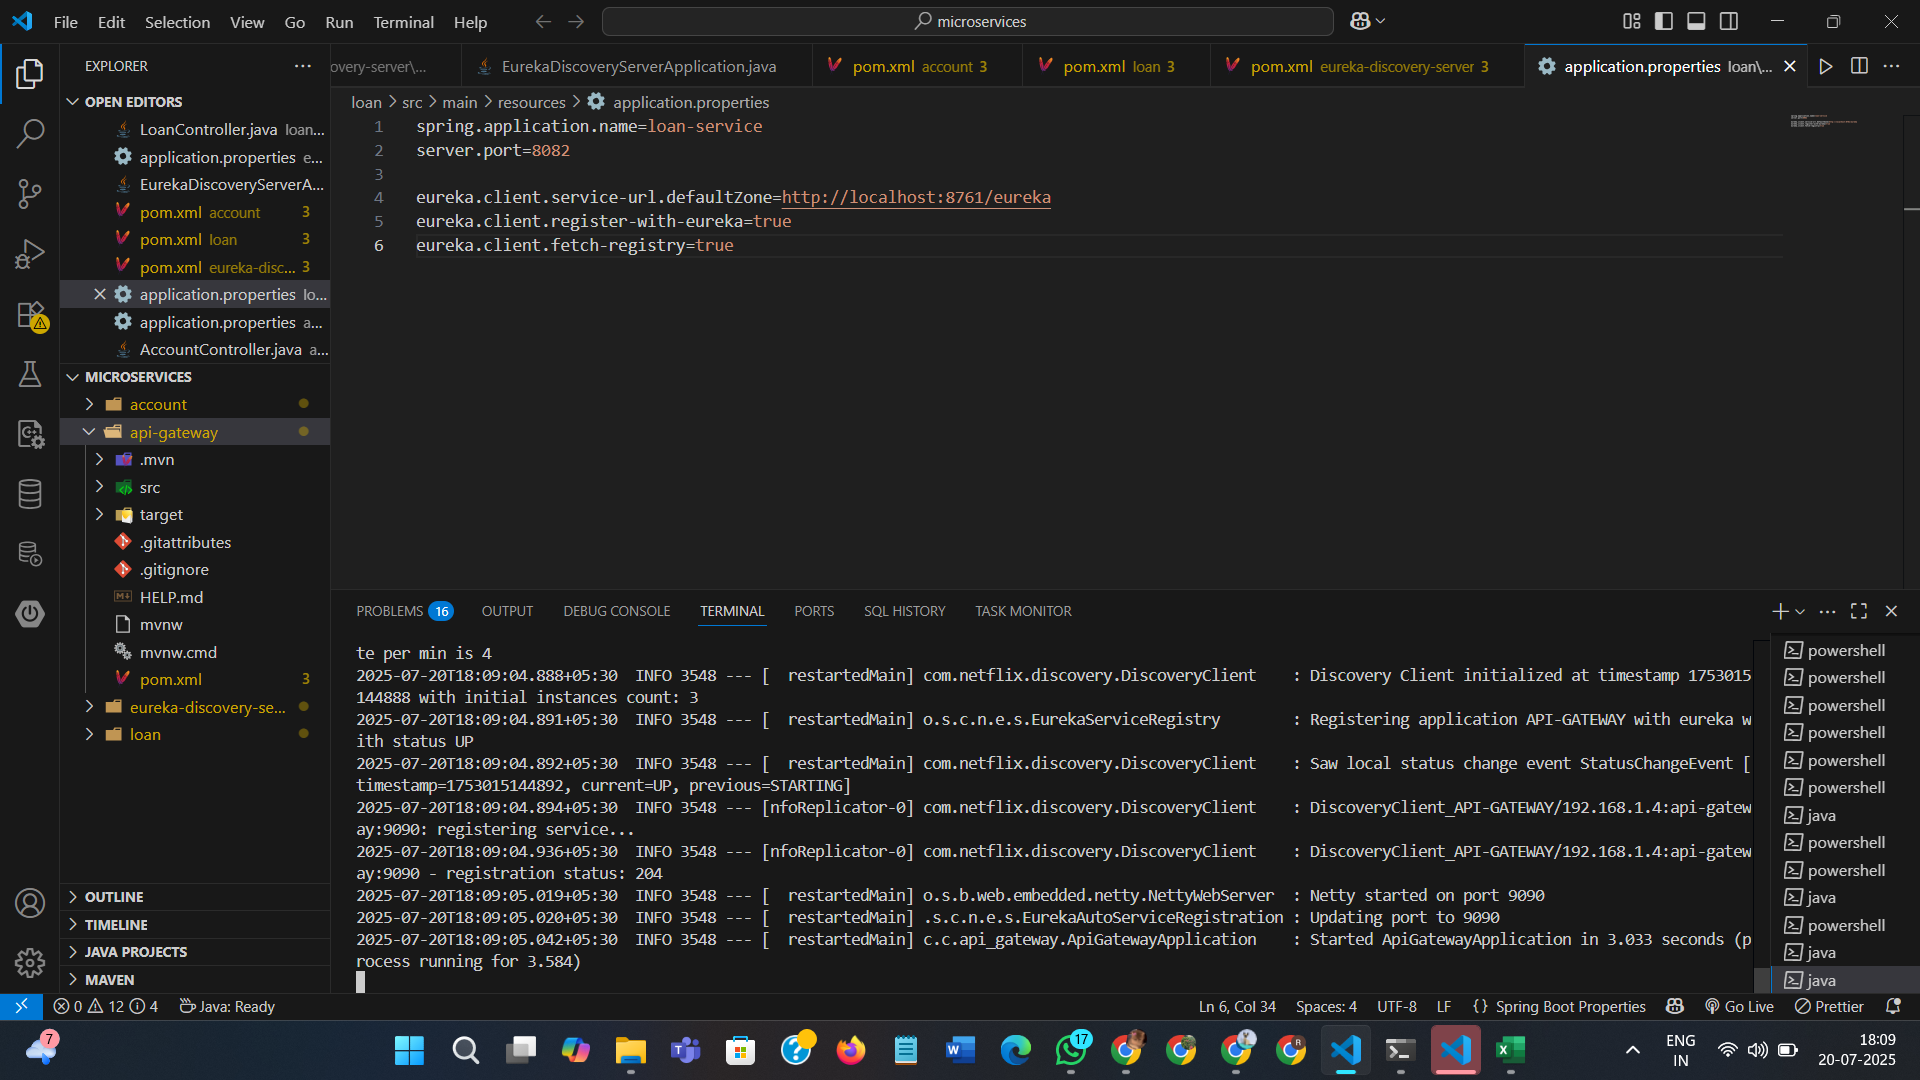 File Edit Selection View Go Run Terminal Help
microservices
EXPLORER
overy-server\...
EurekaDiscoveryServerApplication.java
pom.xml account 3
pom.xml loan 3
pom.xml eureka-discovery-server 3
application.properties loan\...
OPEN EDITORS
LoanController.java loan...
application.properties e...
EurekaDiscoveryServerA...
pom.xml account 3
pom.xml loan 3
pom.xml eureka-disc... 3
application.properties lo...
application.properties a...
AccountController.java a...
MICROSERVICES
account
api-gateway
.mvn
src
target
.gitattributes
.gitignore
HELP.md
mvnw
mvnw.cmd
pom.xml 3
eureka-discovery-se...
loan
OUTLINE
TIMELINE
JAVA PROJECTS
MAVEN
loan > src > main > resources > application.properties
1 spring.application.name=loan-service
2 server.port=8082
3
4 eureka.client.service-url.defaultZone=http://localhost:8761/eureka
5 eureka.client.register-with-eureka=true
6 eureka.client.fetch-registry=true
PROBLEMS 16 OUTPUT DEBUG CONSOLE TERMINAL PORTS SQL HISTORY TASK MONITOR
te per min is 4
2025-07-20T18:09:04.888+05:30  INFO 3548 --- [  restartedMain] com.netflix.discovery.DiscoveryClient    : Discovery Client initialized at timestamp 1753015
144888 with initial instances count: 3
2025-07-20T18:09:04.891+05:30  INFO 3548 --- [  restartedMain] o.s.c.n.e.s.EurekaServiceRegistry        : Registering application API-GATEWAY with eureka w
ith status UP
2025-07-20T18:09:04.892+05:30  INFO 3548 --- [  restartedMain] com.netflix.discovery.DiscoveryClient    : Saw local status change event StatusChangeEvent [
timestamp=1753015144892, current=UP, previous=STARTING]
2025-07-20T18:09:04.894+05:30  INFO 3548 --- [nfoReplicator-0] com.netflix.discovery.DiscoveryClient    : DiscoveryClient_API-GATEWAY/192.168.1.4:api-gatew
ay:9090: registering service...
2025-07-20T18:09:04.936+05:30  INFO 3548 --- [nfoReplicator-0] com.netflix.discovery.DiscoveryClient    : DiscoveryClient_API-GATEWAY/192.168.1.4:api-gatew
ay:9090 - registration status: 204
2025-07-20T18:09:05.019+05:30  INFO 3548 --- [  restartedMain] o.s.b.web.embedded.netty.NettyWebServer  : Netty started on port 9090
2025-07-20T18:09:05.020+05:30  INFO 3548 --- [  restartedMain] .s.c.n.e.s.EurekaAutoServiceRegistration : Updating port to 9090
2025-07-20T18:09:05.042+05:30  INFO 3548 --- [  restartedMain] c.c.api_gateway.ApiGatewayApplication    : Started ApiGatewayApplication in 3.033 seconds (p
rocess running for 3.584)
powershell
powershell
powershell
powershell
powershell
powershell
java
powershell
powershell
java
powershell
java
java
0 12 4 Java: Ready
Ln 6, Col 34 Spaces: 4 UTF-8 LF {} Spring Boot Properties Go Live Prettier
7
17
ENG
IN
18:09
20-07-2025